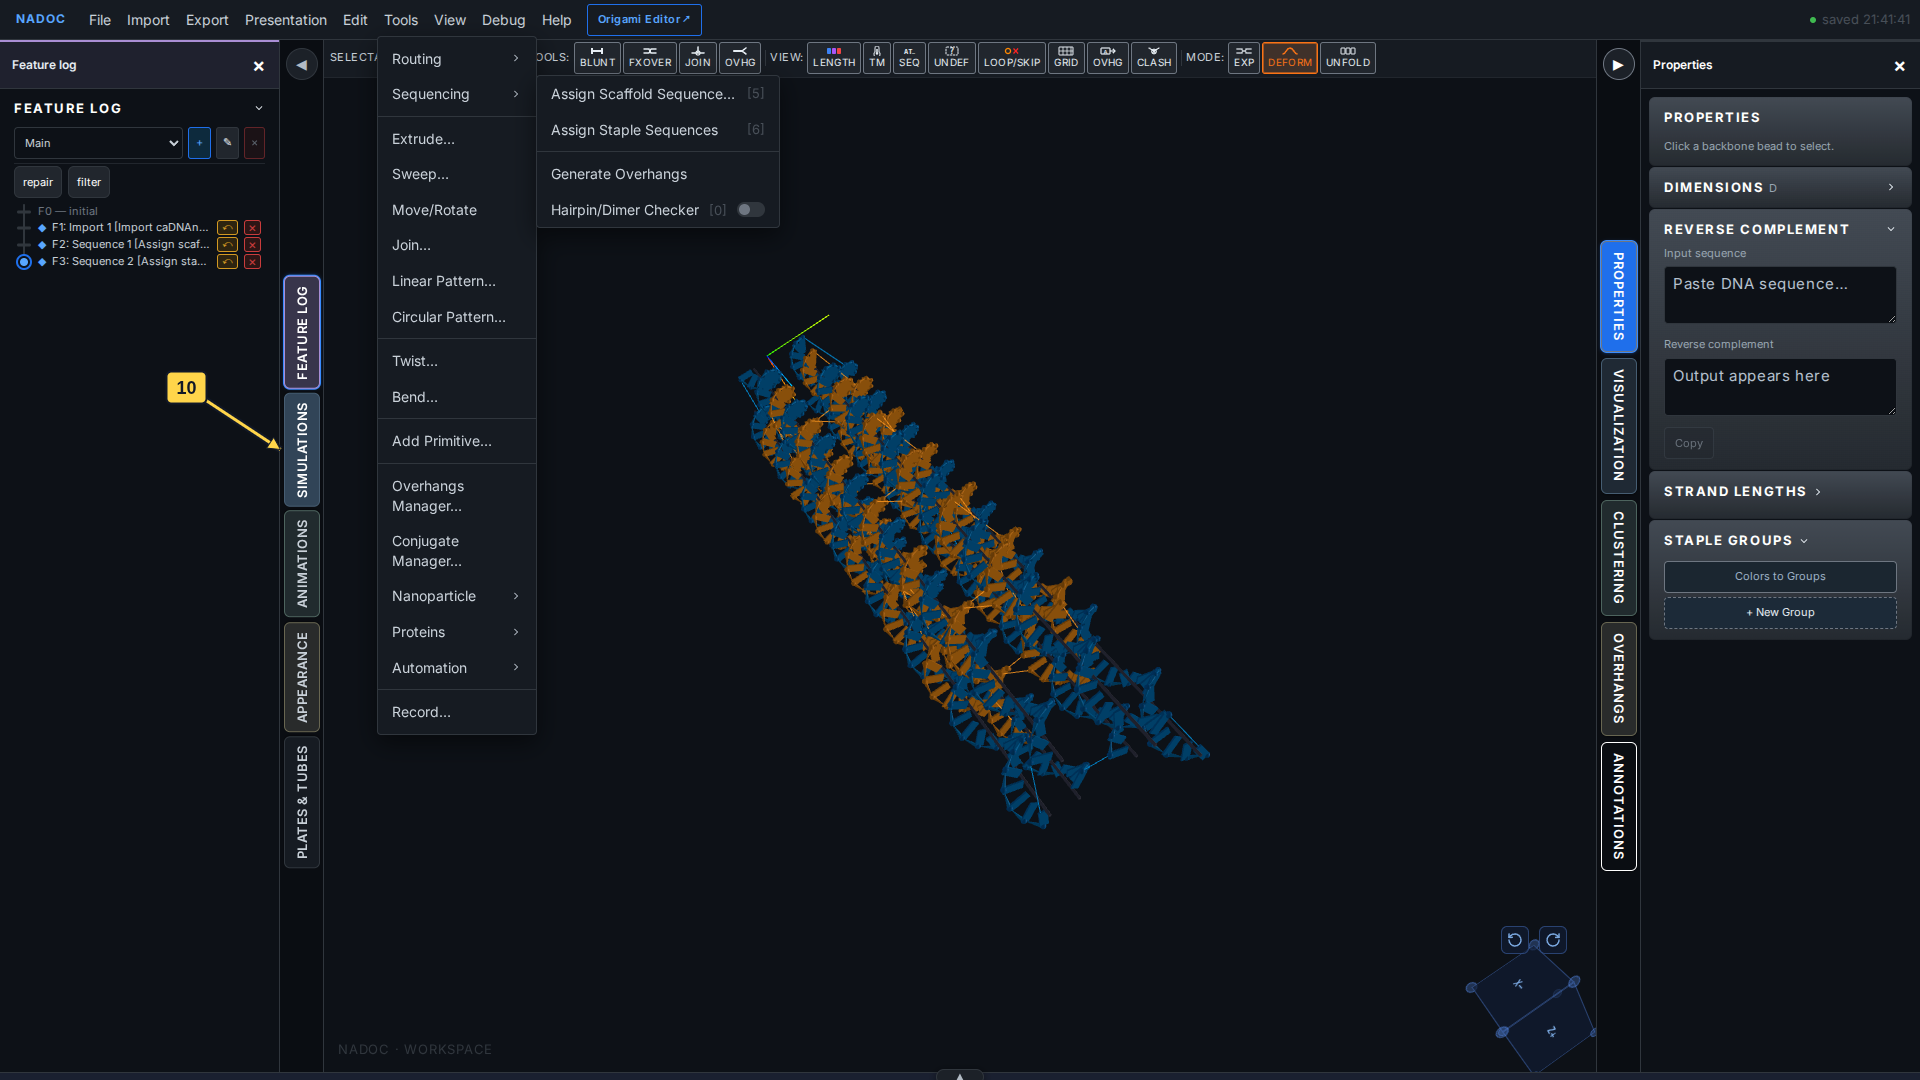 NADOC
File
Import
Export
Presentation
Edit
Tools
View
Debug
Help
Origami Editor↗
saved 21:41:41
Feature log
×
FEATURE LOG
Main
+
×
repair
filter
F0 — initial
F1: Import 1 [Import caDNAn...
F2: Sequence 1 [Assign scaf...
F3: Sequence 2 [Assign sta...
10
FEATURE LOG
SIMULATIONS
ANIMATIONS
APPEARANCE
PLATES & TUBES
SELECTA
OOLS:
BLUNT
FXOVER
JOIN
OVHG
VIEW:
LENGTH
TM
SEQ
UNDEF
LOOP/SKIP
GRID
OVHG
CLASH
MODE:
EXP
DEFORM
UNFOLD
Routing
Sequencing
Extrude...
Sweep...
Move/Rotate
Join...
Linear Pattern...
Circular Pattern...
Twist...
Bend...
Add Primitive...
Overhangs
Manager...
Conjugate
Manager...
Nanoparticle
Proteins
Automation
Record...
Assign Scaffold Sequence... [5]
Assign Staple Sequences [6]
Generate Overhangs
Hairpin/Dimer Checker [0]
NADOC · WORKSPACE
PROPERTIES
VISUALIZATION
CLUSTERING
OVERHANGS
ANNOTATIONS
Properties
×
PROPERTIES
Click a backbone bead to select.
DIMENSIONS D
REVERSE COMPLEMENT
Input sequence
Paste DNA sequence...
Reverse complement
Output appears here
Copy
STRAND LENGTHS
STAPLE GROUPS
Colors to Groups
+ New Group